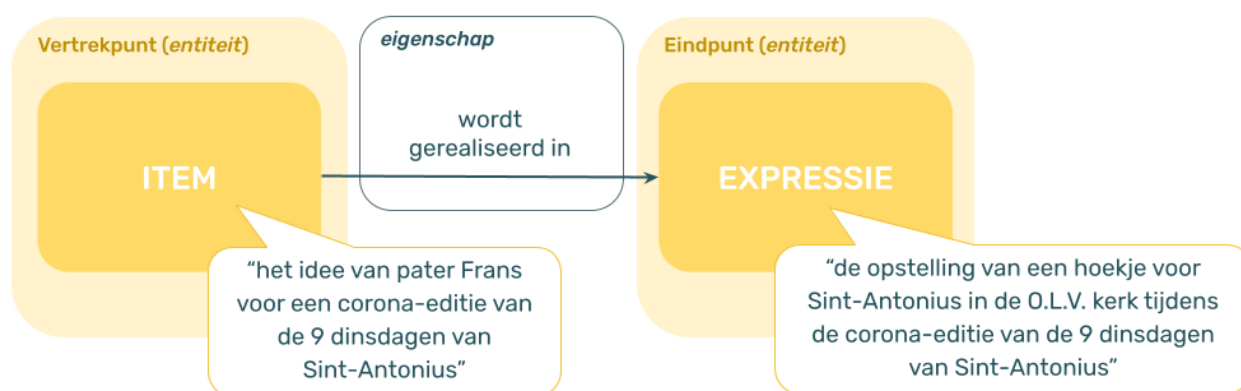 Vertrekpunt (entiteit)
ITEM
“het idee van pater Frans
voor een corona-editie van
de 9 dinsdagen van
Sint-Antonius”
eigenschap
wordt
gerealiseerd in
Eindpunt (entiteit)
EXPRESSIE
“de opstelling van een hoekje voor
Sint-Antonius in de O.L.V. kerk tijdens
de corona-editie van de 9 dinsdagen
van Sint-Antonius”